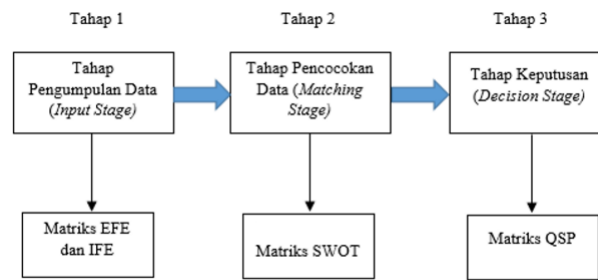 Tahap 1
Tahap 2
Tahap 3
Tahap
Pengumpulan Data
(Input Stage)
Tahap Pencocokan
Data (Matching
Stage)
Tahap Keputusan
(Decision Stage)
Matriks EFE
dan IFE
Matriks SWOT
Matriks QSP